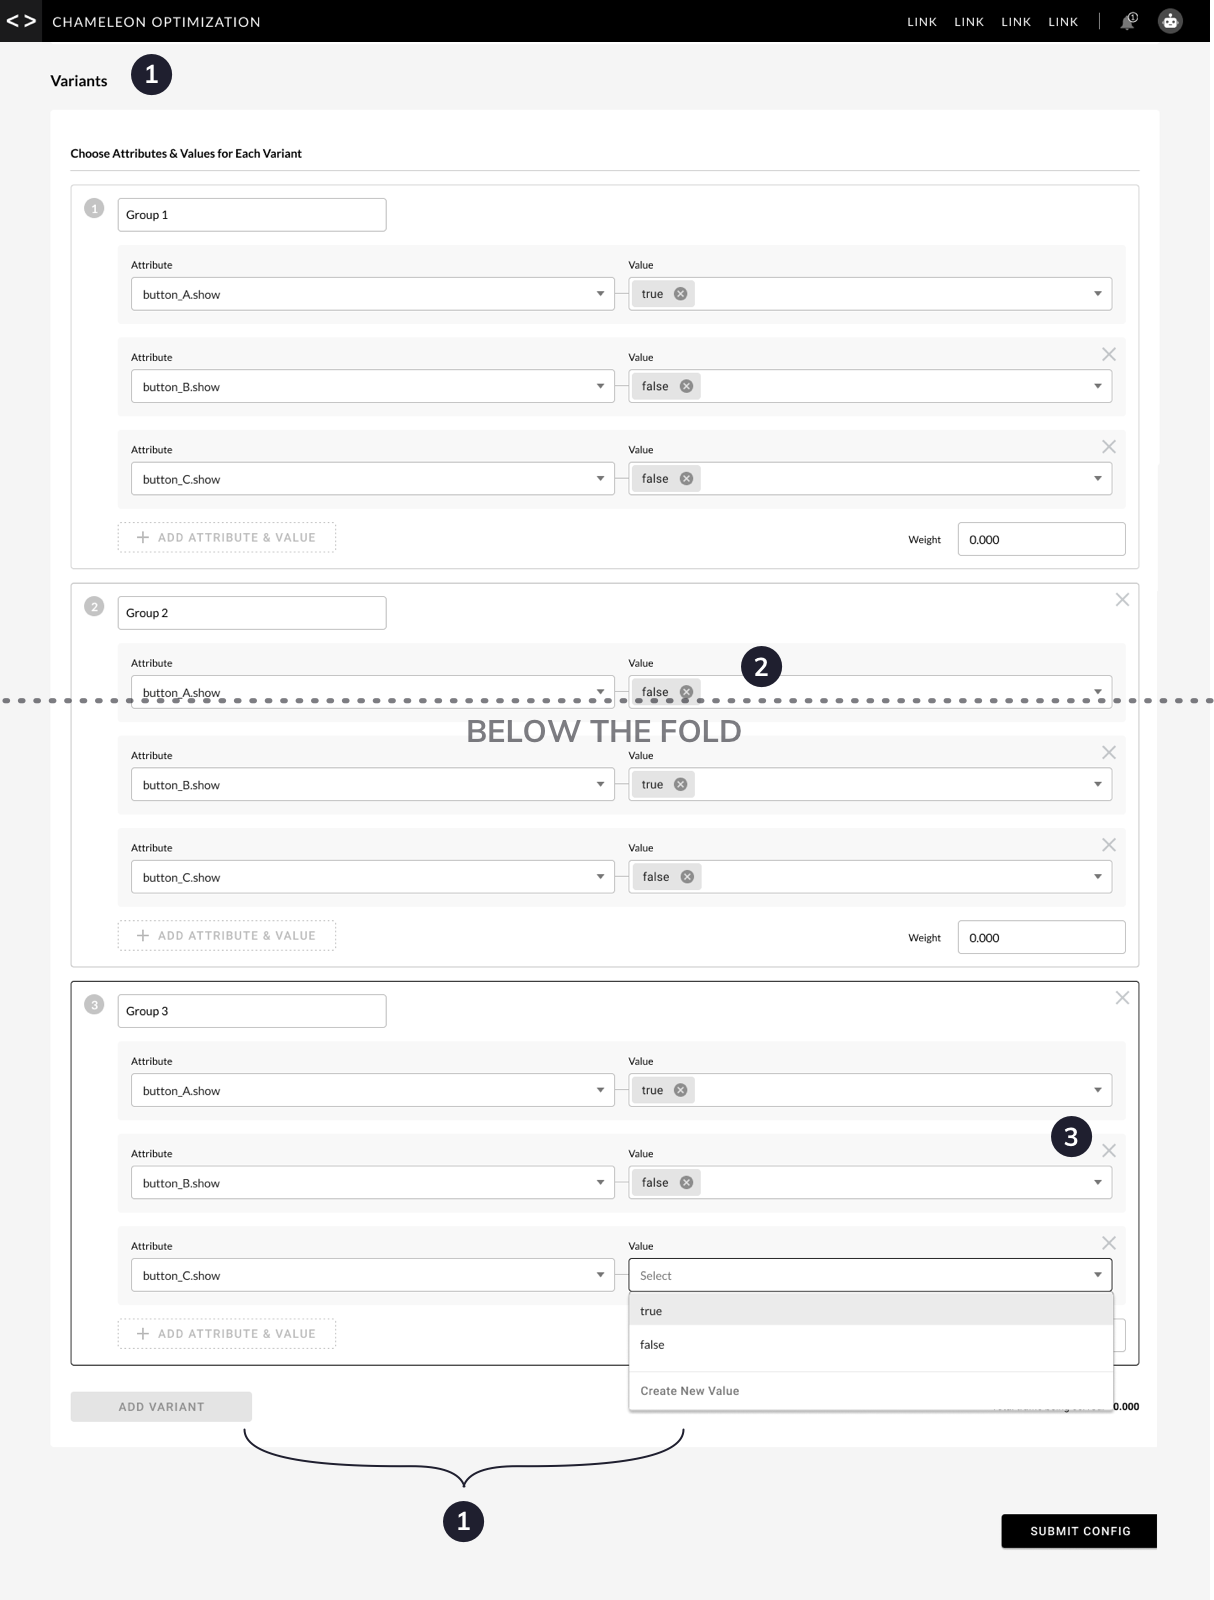 <> CHAMELEON OPTIMIZATION LINK LINK LINK LINK 1
Variants 1
Choose Attributes & Values for Each Variant
1 Group 1
Attribute Value
button_A.show true
Attribute Value
button_B.show false
Attribute Value
button_C.show false
+ ADD ATTRIBUTE & VALUE Weight 0.000
2 Group 2
Attribute Value 2
button_A.show false
BELOW THE FOLD
Attribute Value
button_B.show true
Attribute Value
button_C.show false
+ ADD ATTRIBUTE & VALUE Weight 0.000
3 Group 3
Attribute Value
button_A.show true
3
Attribute Value
button_B.show false
Attribute Value
button_C.show Select
true
+ ADD ATTRIBUTE & VALUE
false
Create New Value
ADD VARIANT 0.000
1
SUBMIT CONFIG